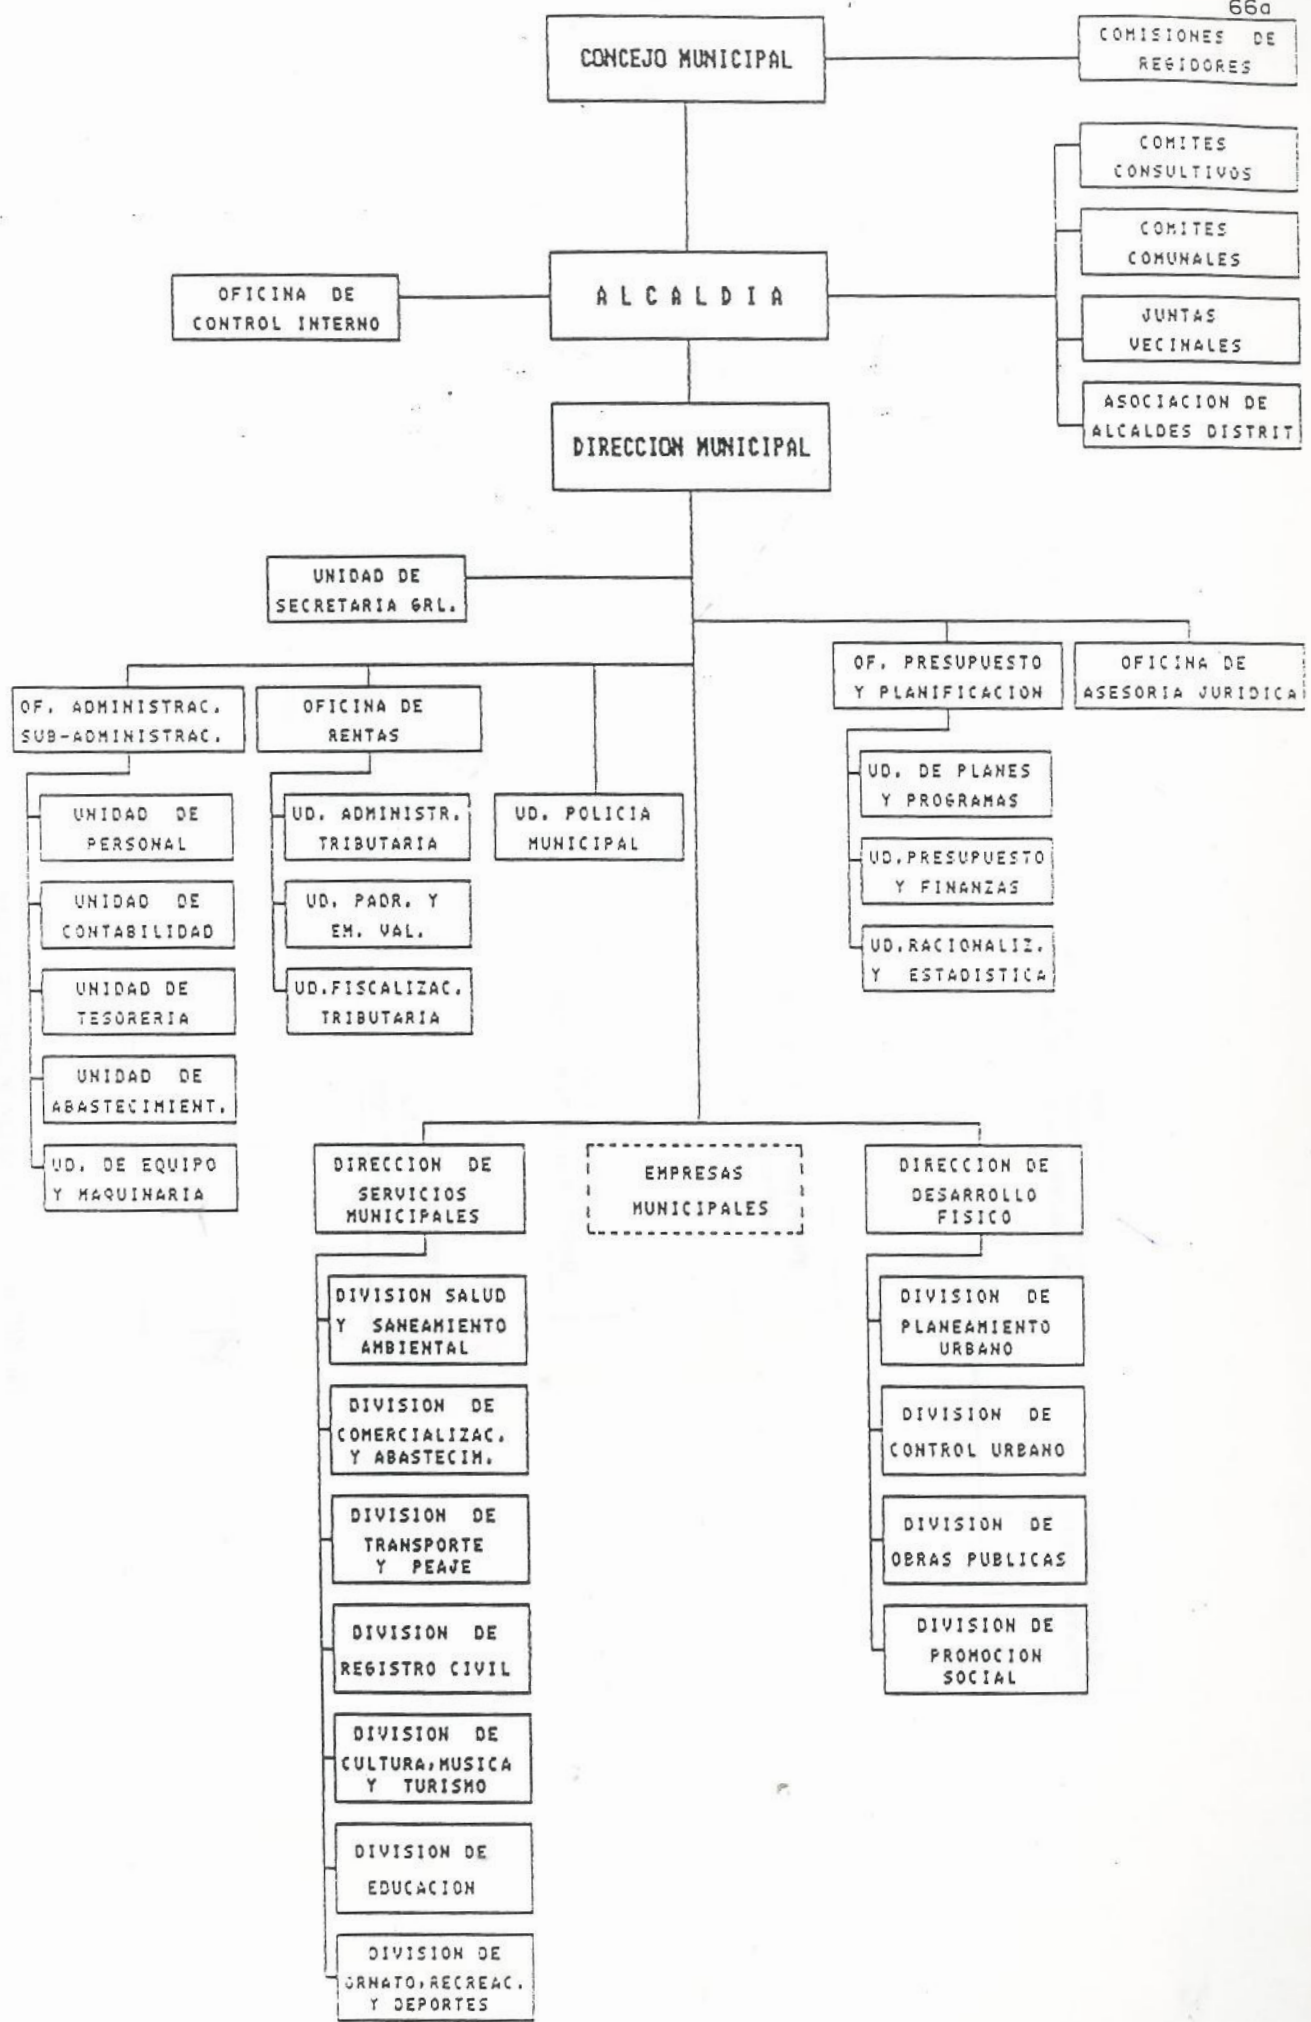 66a
CONCEJO MUNICIPAL
COMISIONES DE
REGIDORES
COMITES
CONSULTIVOS
COMITES
COMUNALES
JUNTAS
VECINALES
ASOCIACION DE
ALCALDES DISTRIT
OFICINA DE
CONTROL INTERNO
ALCALDIA
DIRECCION MUNICIPAL
UNIDAD DE
SECRETARIA GRL.
OF. PRESUPUESTO
Y PLANIFICACION
OFICINA DE
ASESORIA JURIDICA
OF. ADMINISTRAC.
SUB-ADMINISTRAC.
OFICINA DE
RENTAS
UNIDAD DE
PERSONAL
UNIDAD DE
CONTABILIDAD
UNIDAD DE
TESORERIA
UNIDAD DE
ABASTECIMIENT.
UD. DE EQUIPO
Y MAQUINARIA
UD. ADMINISTR.
TRIBUTARIA
UD. PADR. Y
EM. VAL.
UD.FISCALIZAC.
TRIBUTARIA
UD. POLICIA
MUNICIPAL
UD. DE PLANES
Y PROGRAMAS
UD.PRESUPUESTO
Y FINANZAS
UD.RACIONALIZ.
Y ESTADISTICA
DIRECCION DE
SERVICIOS
MUNICIPALES
EMPRESAS
MUNICIPALES
DIRECCION DE
DESARROLLO
FISICO
DIVISION SALUD
Y SANEAMIENTO
AMBIENTAL
DIVISION DE
COMERCIALIZAC.
Y ABASTECIM.
DIVISION DE
TRANSPORTE
Y PEAJE
DIVISION DE
REGISTRO CIVIL
DIVISION DE
CULTURA,MUSICA
Y TURISMO
DIVISION DE
EDUCACION
DIVISION DE
ORNATO,RECREAC.
Y DEPORTES
DIVISION DE
PLANEAMIENTO
URBANO
DIVISION DE
CONTROL URBANO
DIVISION DE
OBRAS PUBLICAS
DIVISION DE
PROMOCION
SOCIAL